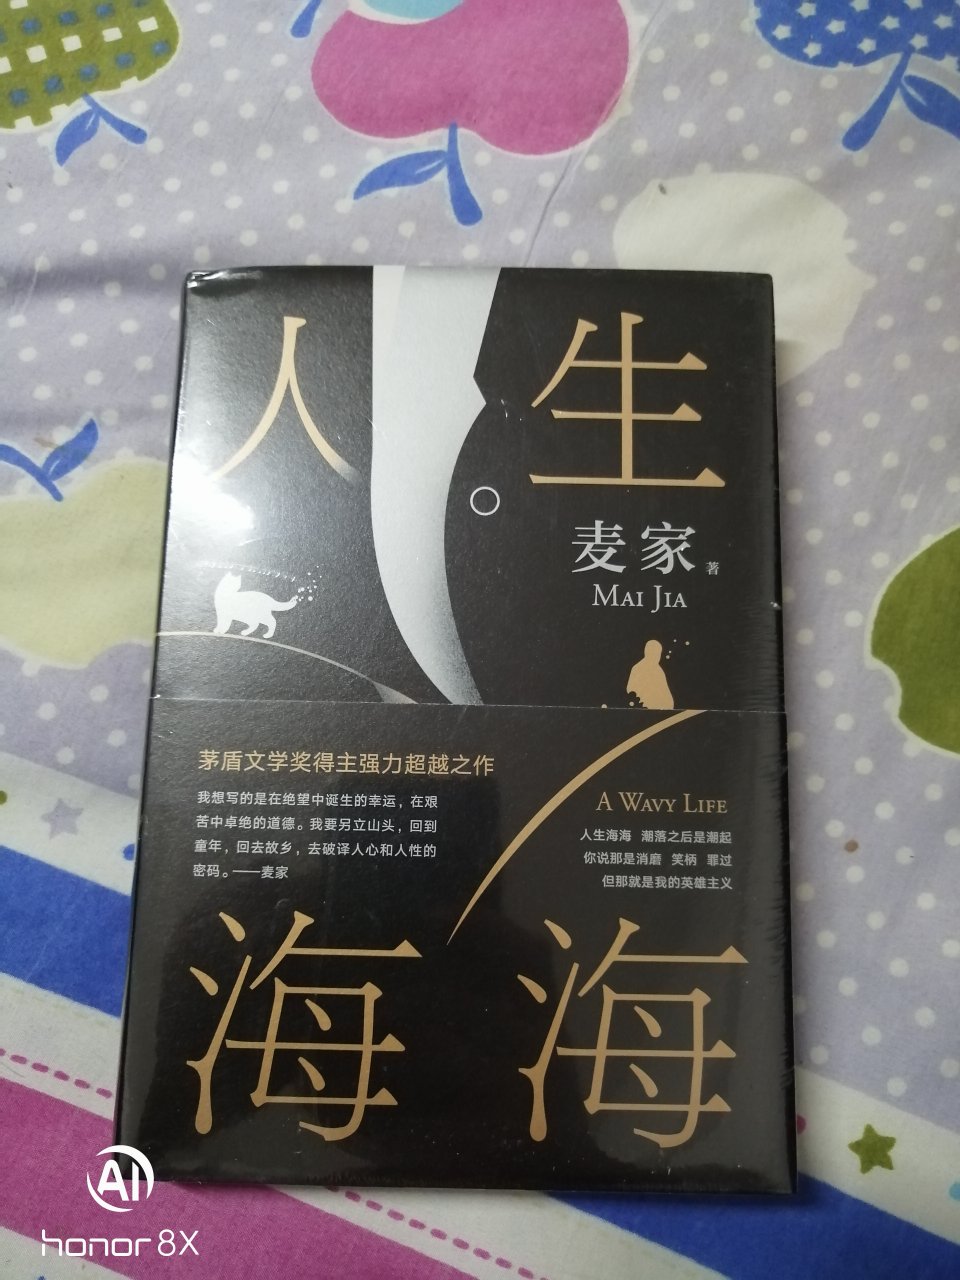 人生
麦家 著
MAI JIA
茅盾文学奖得主强力超越之作
我想写的是在绝望中诞生的幸运，在艰
苦中卓绝的道德。我要另立山头，回到
童年，回去故乡，去破译人心和人性的
密码。——麦家
A WAVY LIFE
人生海海 潮落之后是潮起
你说那是消磨 笑柄 罪过
但那就是我的英雄主义
海海
AI
honor 8X